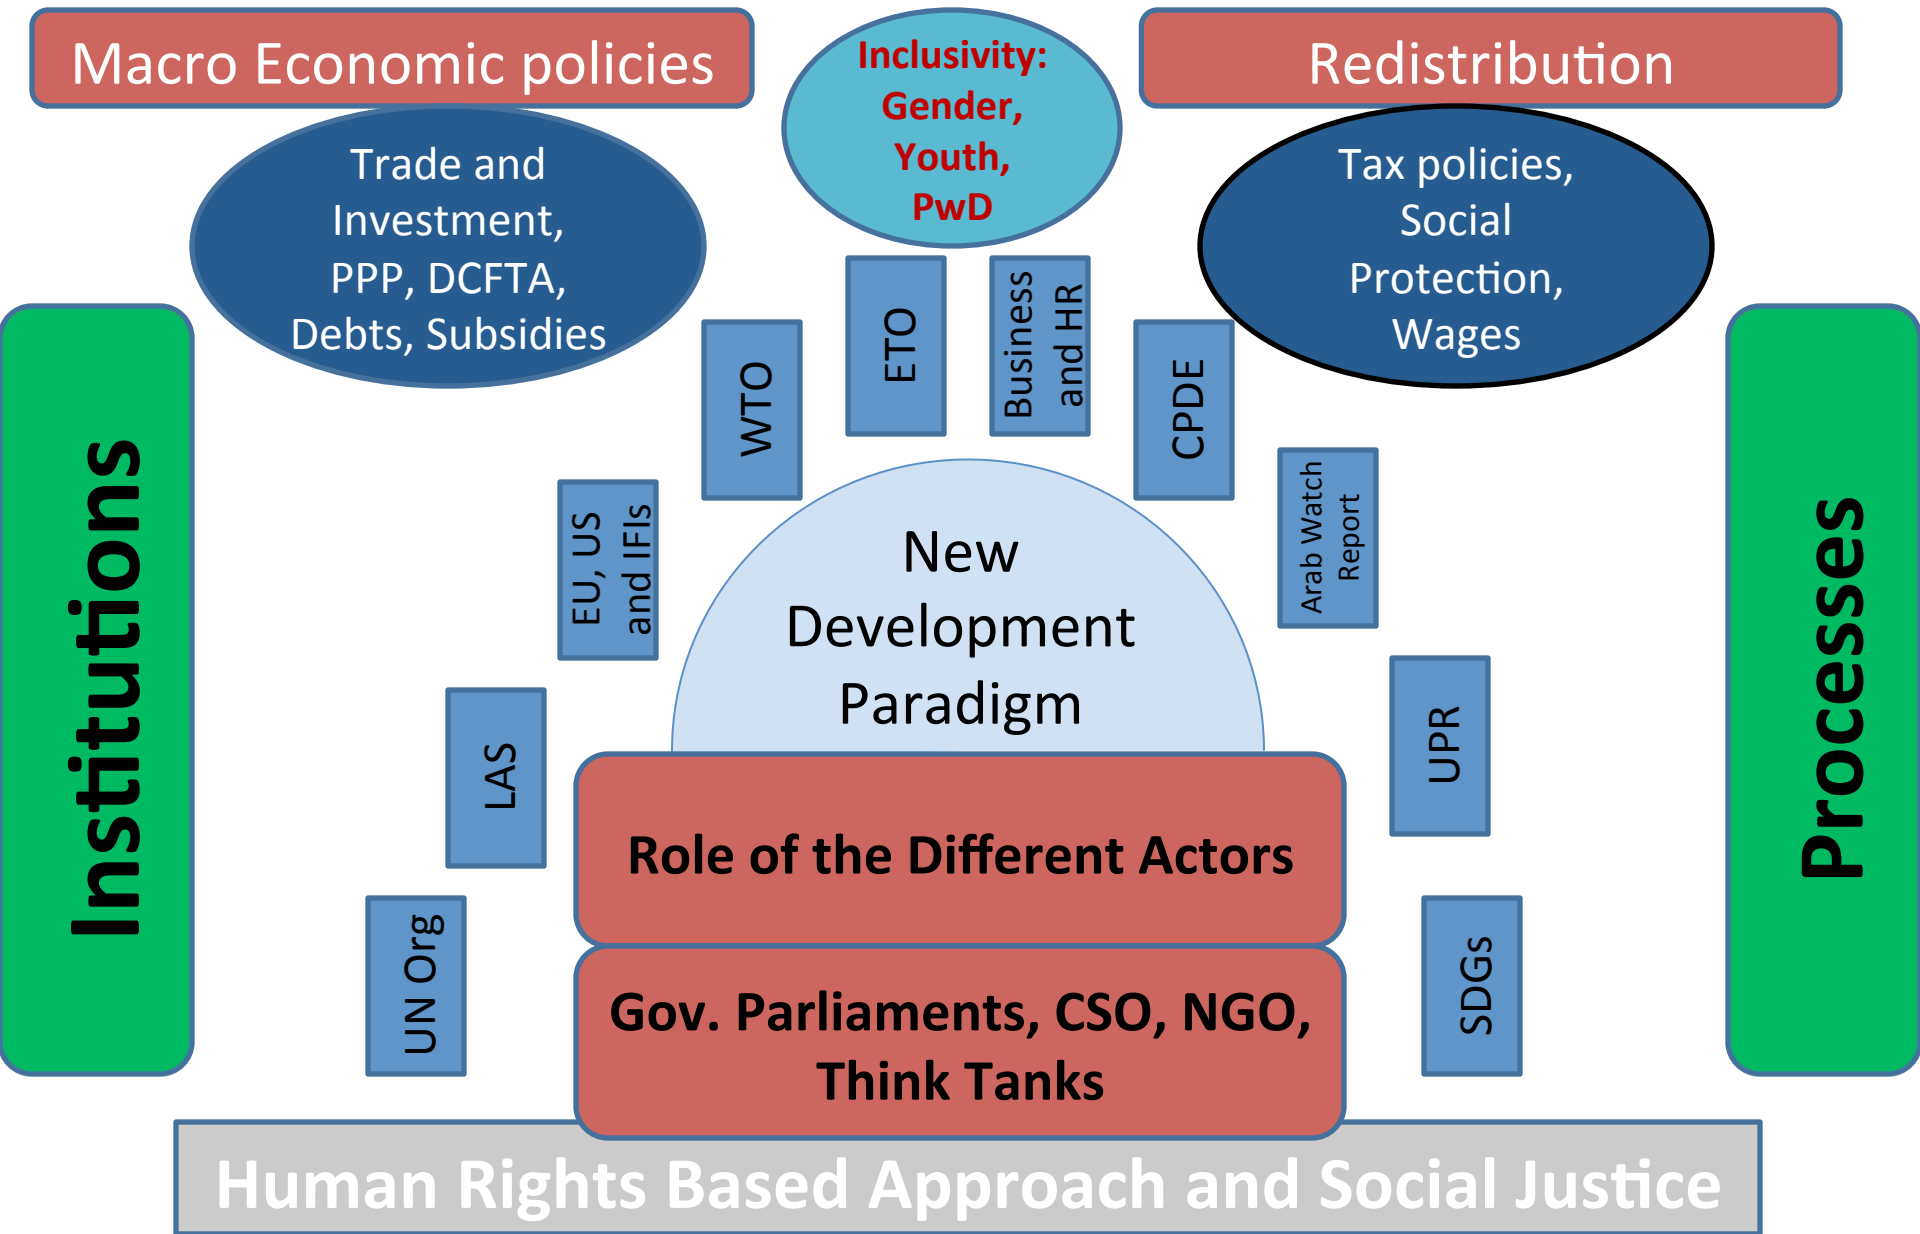 Macro Economic policies
Inclusivity:
Gender,
Youth,
PwD
Redistribution
Trade and
Investment,
PPP, DCFTA,
Debts, Subsidies
Tax policies,
Social
Protection,
Wages
Institutions
UN Org
LAS
EU, US
and IFIs
WTO
ETO
Business
and HR
CPDE
Arab Watch
Report
UPR
SDGs
Processes
New
Development
Paradigm
Role of the Different Actors
Gov. Parliaments, CSO, NGO,
Think Tanks
Human Rights Based Approach and Social Justice